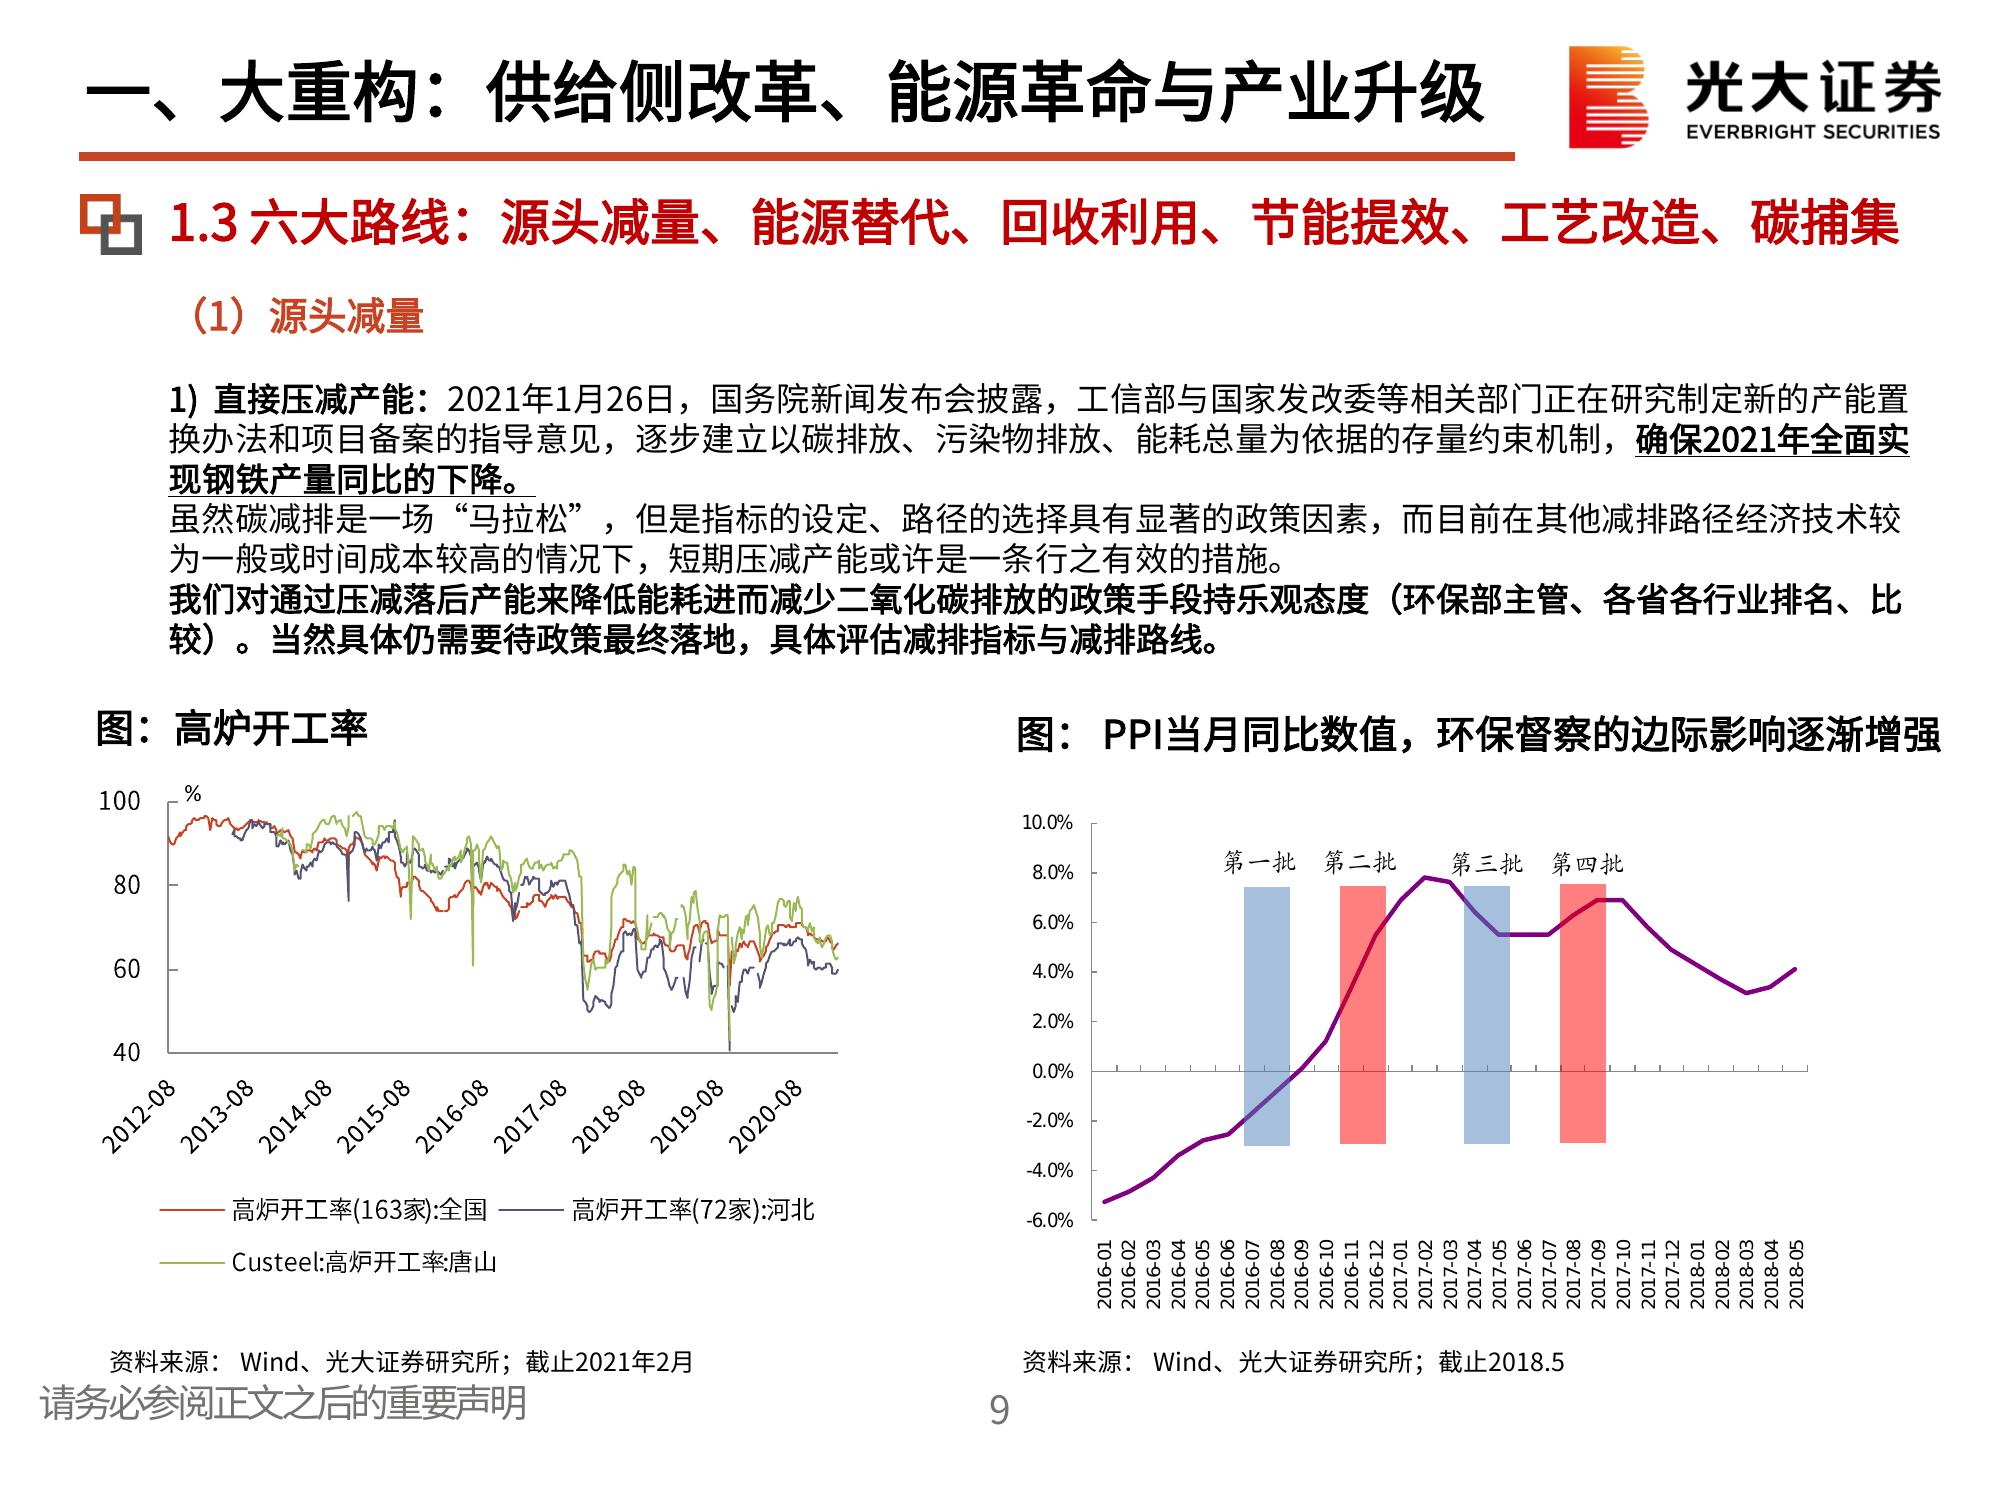 一、大重构：供给侧改革、能源革命与产业升级
光大证券
EVERBRIGHT SECURITIES
1.3 六大路线：源头减量、能源替代、回收利用、节能提效、工艺改造、碳捕集
（1）源头减量
1) 直接压减产能：2021年1月26日，国务院新闻发布会披露，工信部与国家发改委等相关部门正在研究制定新的产能置
换办法和项目备案的指导意见，逐步建立以碳排放、污染物排放、能耗总量为依据的存量约束机制，确保2021年全面实
现钢铁产量同比的下降。
虽然碳减排是一场“马拉松”，但是指标的设定、路径的选择具有显著的政策因素，而目前在其他减排路径经济技术较
为一般或时间成本较高的情况下，短期压减产能或许是一条行之有效的措施。
我们对通过压减落后产能来降低能耗进而减少二氧化碳排放的政策手段持乐观态度（环保部主管、各省各行业排名、比
较）。当然具体仍需要待政策最终落地，具体评估减排指标与减排路线。
图：高炉开工率
%
100
80
60
40
2012-08
2013-08
2014-08
2015-08
2016-08
2017-08
2018-08
2019-08
2020-08
高炉开工率(163家):全国
高炉开工率(72家):河北
Custeel:高炉开工率:唐山
资料来源： Wind、光大证券研究所；截止2021年2月
图： PPI当月同比数值，环保督察的边际影响逐渐增强
10.0%
8.0%
6.0%
4.0%
2.0%
0.0%
-2.0%
-4.0%
-6.0%
第一批
第二批
第三批
第四批
2016-01
2016-02
2016-03
2016-04
2016-05
2016-06
2016-07
2016-08
2016-09
2016-10
2016-11
2016-12
2017-01
2017-02
2017-03
2017-04
2017-05
2017-06
2017-07
2017-08
2017-09
2017-10
2017-11
2017-12
2018-01
2018-02
2018-03
2018-04
2018-05
资料来源： Wind、光大证券研究所；截止2018.5
请务必参阅正文之后的重要声明
9